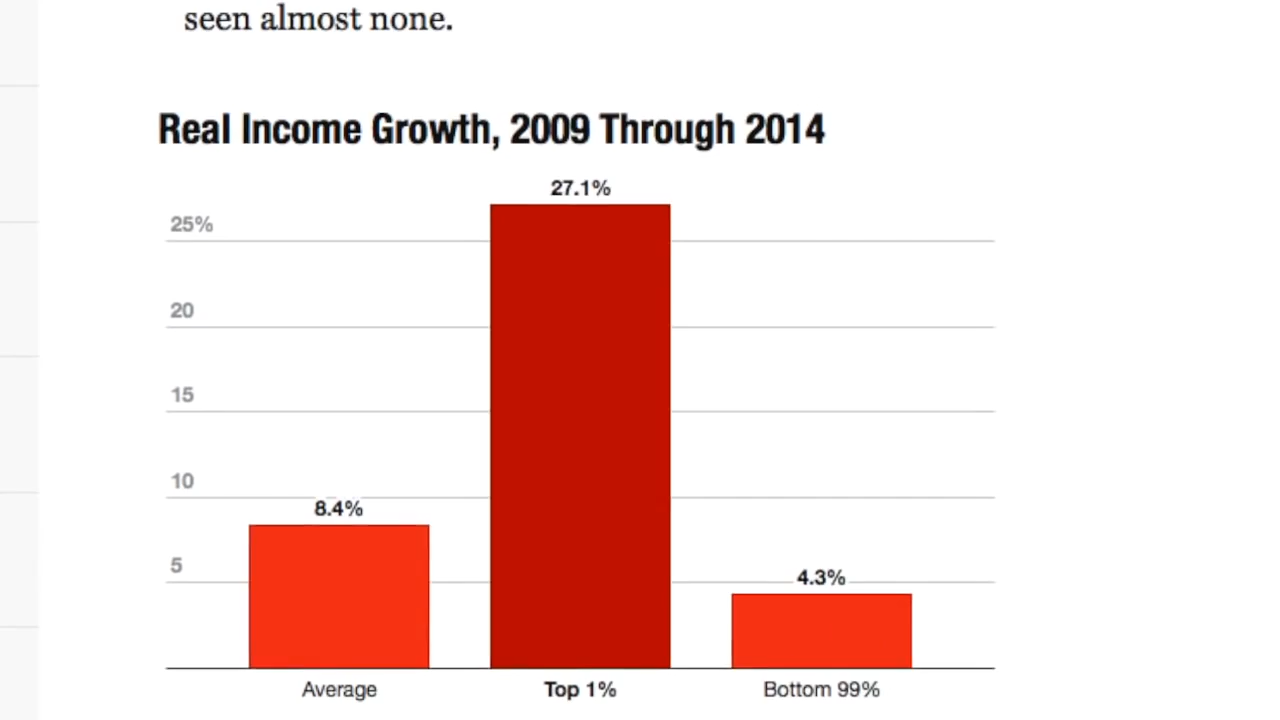 seen almost none.
Real Income Growth, 2009 Through 2014
27.1%
25%
20
15
10
8.4%
5
4.3%
Average Top 1% Bottom 99%